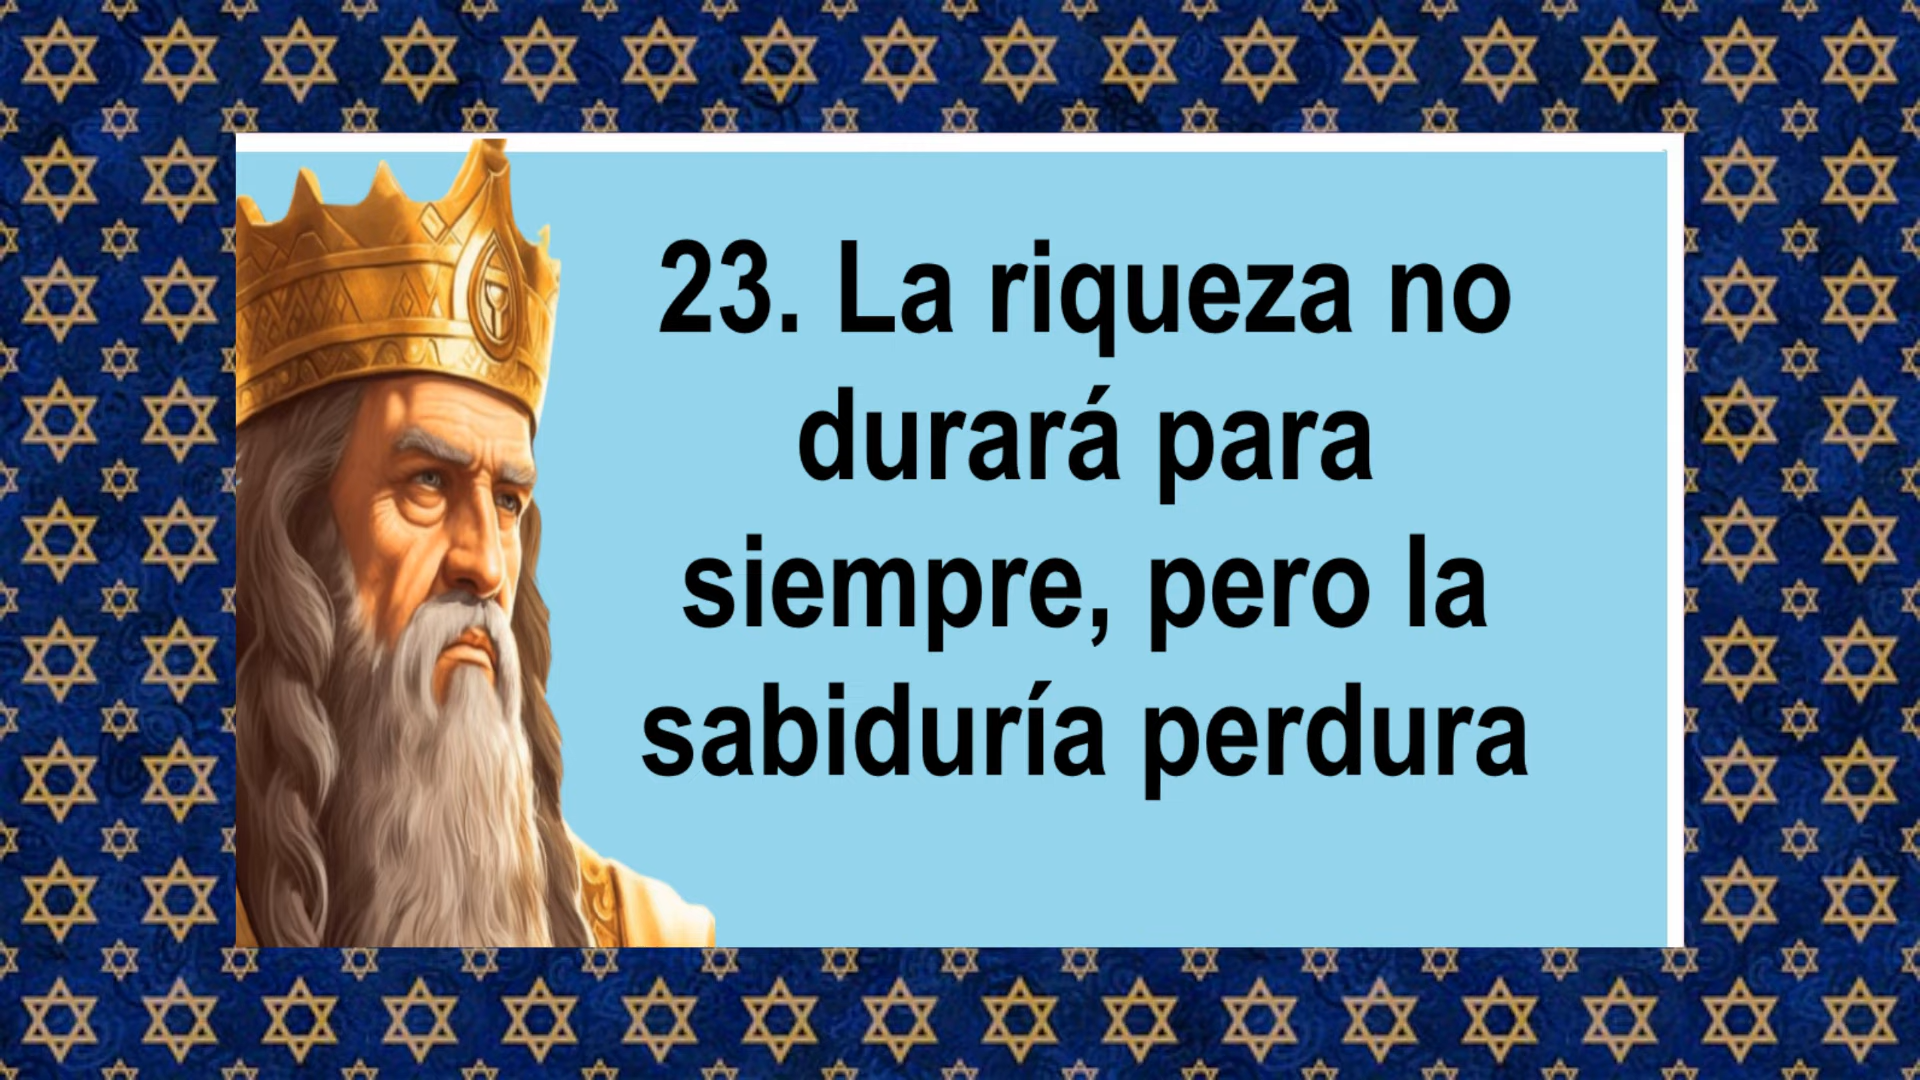 23. La riqueza no
durará para
siempre, pero la
sabiduría perdura